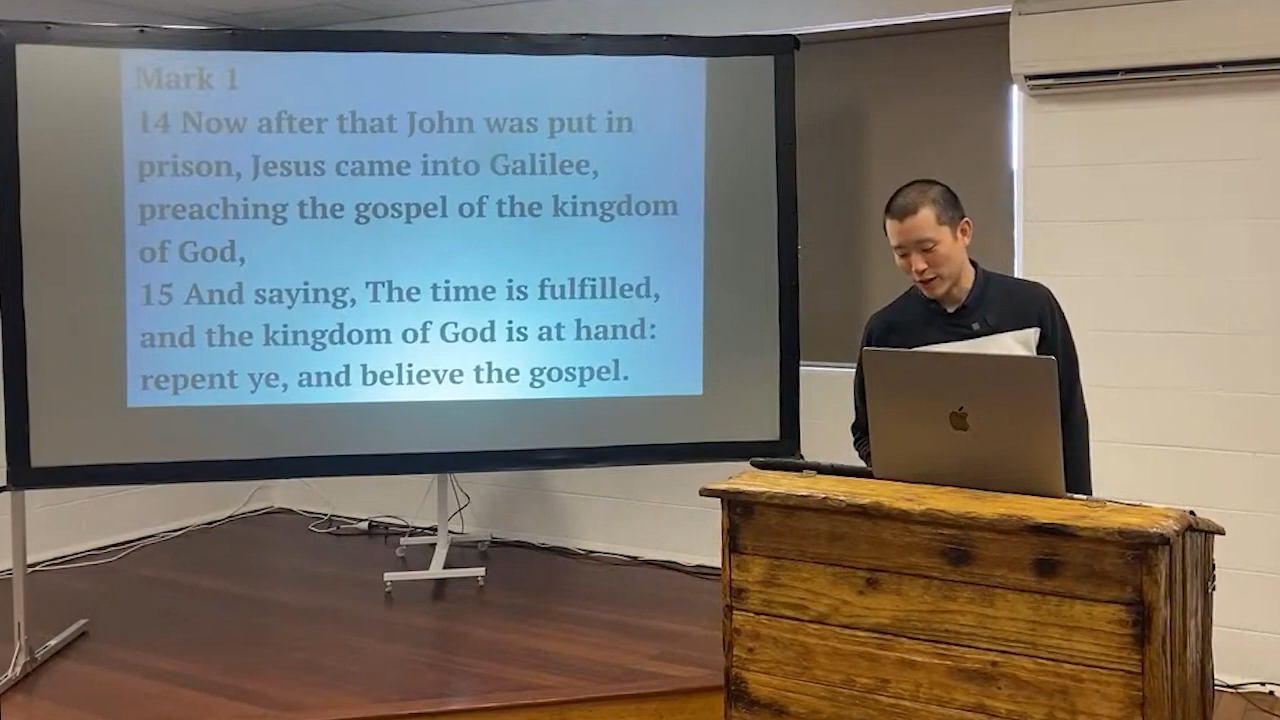 Mark 1
14 Now after that John was put in
prison, Jesus came into Galilee,
preaching the gospel of the kingdom
of God,
15 And saying, The time is fulfilled,
and the kingdom of God is at hand:
repent ye, and believe the gospel.